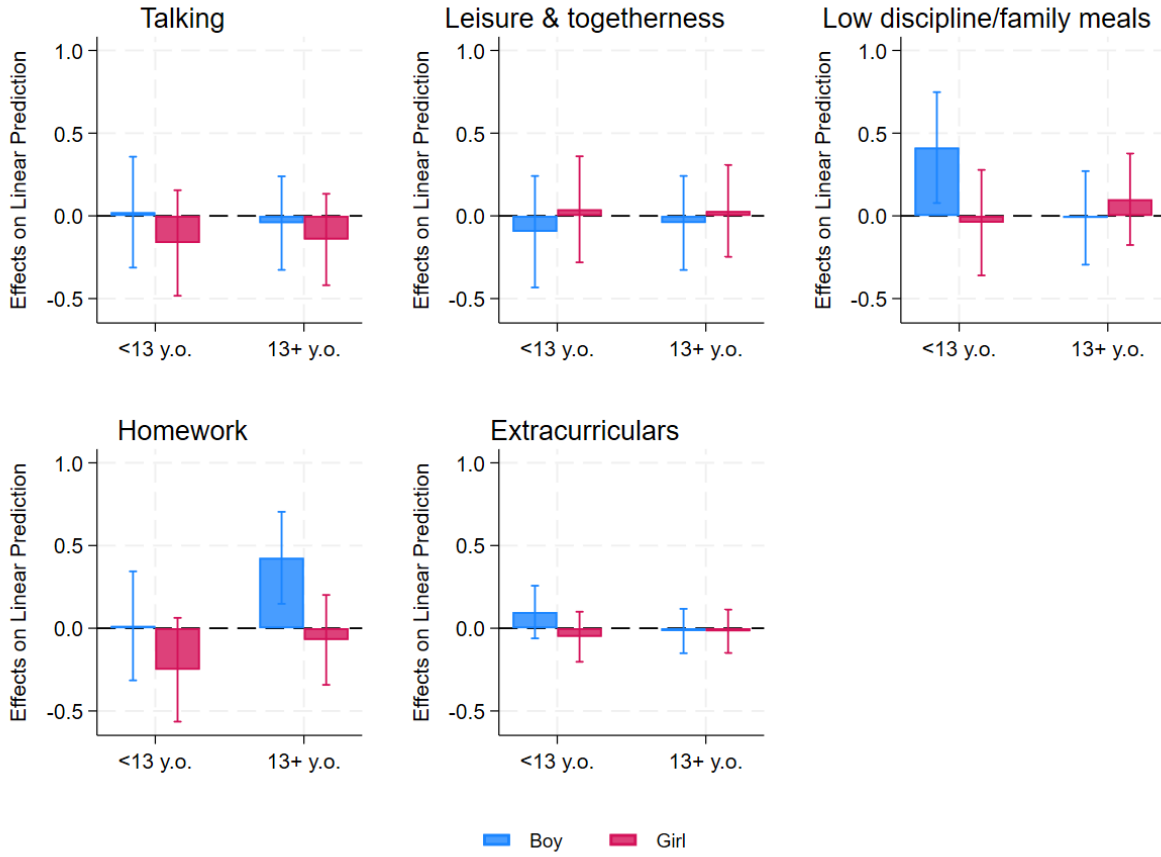 Talking
Effects on Linear Prediction
1.0
0.5
0.0
-0.5
<13 y.o.
13+ y.o.
Leisure & togetherness
Effects on Linear Prediction
1.0
0.5
0.0
-0.5
<13 y.o.
13+ y.o.
Low discipline/family meals
Effects on Linear Prediction
1.0
0.5
0.0
-0.5
<13 y.o.
13+ y.o.
Homework
Effects on Linear Prediction
1.0
0.5
0.0
-0.5
<13 y.o.
13+ y.o.
Extracurriculars
Effects on Linear Prediction
1.0
0.5
0.0
-0.5
<13 y.o.
13+ y.o.
Boy
Girl